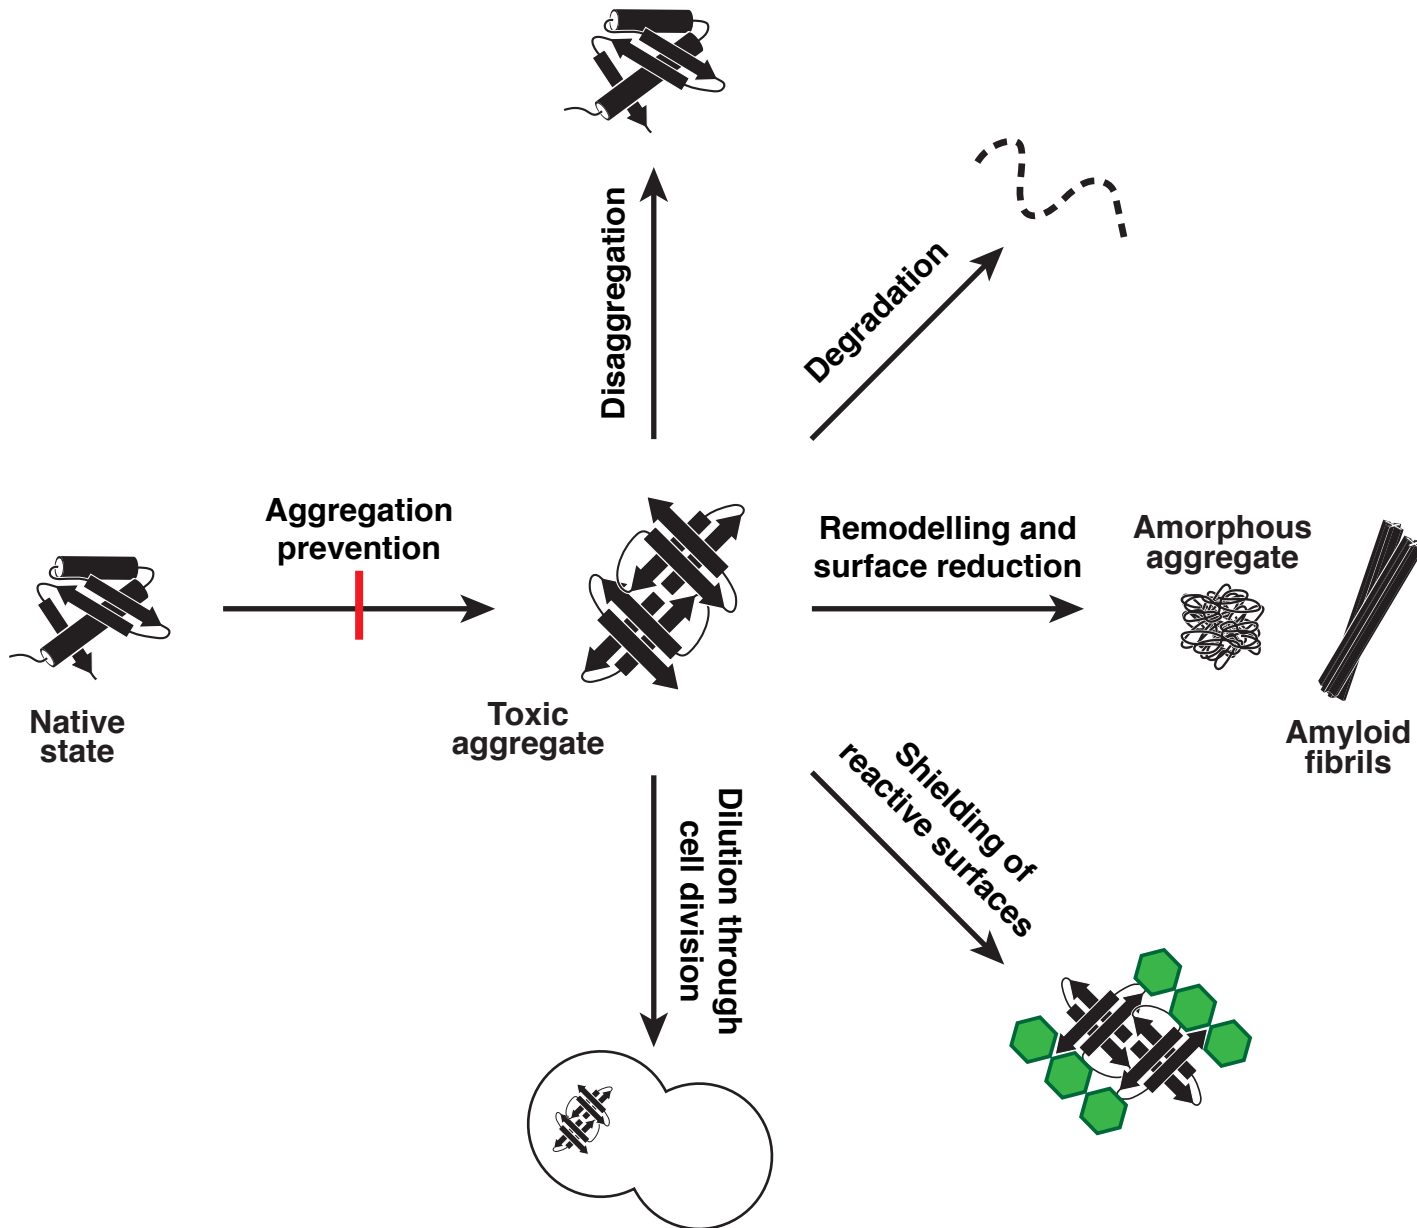 Disaggregation
Degradation
Aggregation
prevention
Remodelling and
surface reduction
Amorphous
aggregate
Native
state
Toxic
aggregate
Amyloid
fibrils
Dilution through
cell division
Shielding of
reactive surfaces